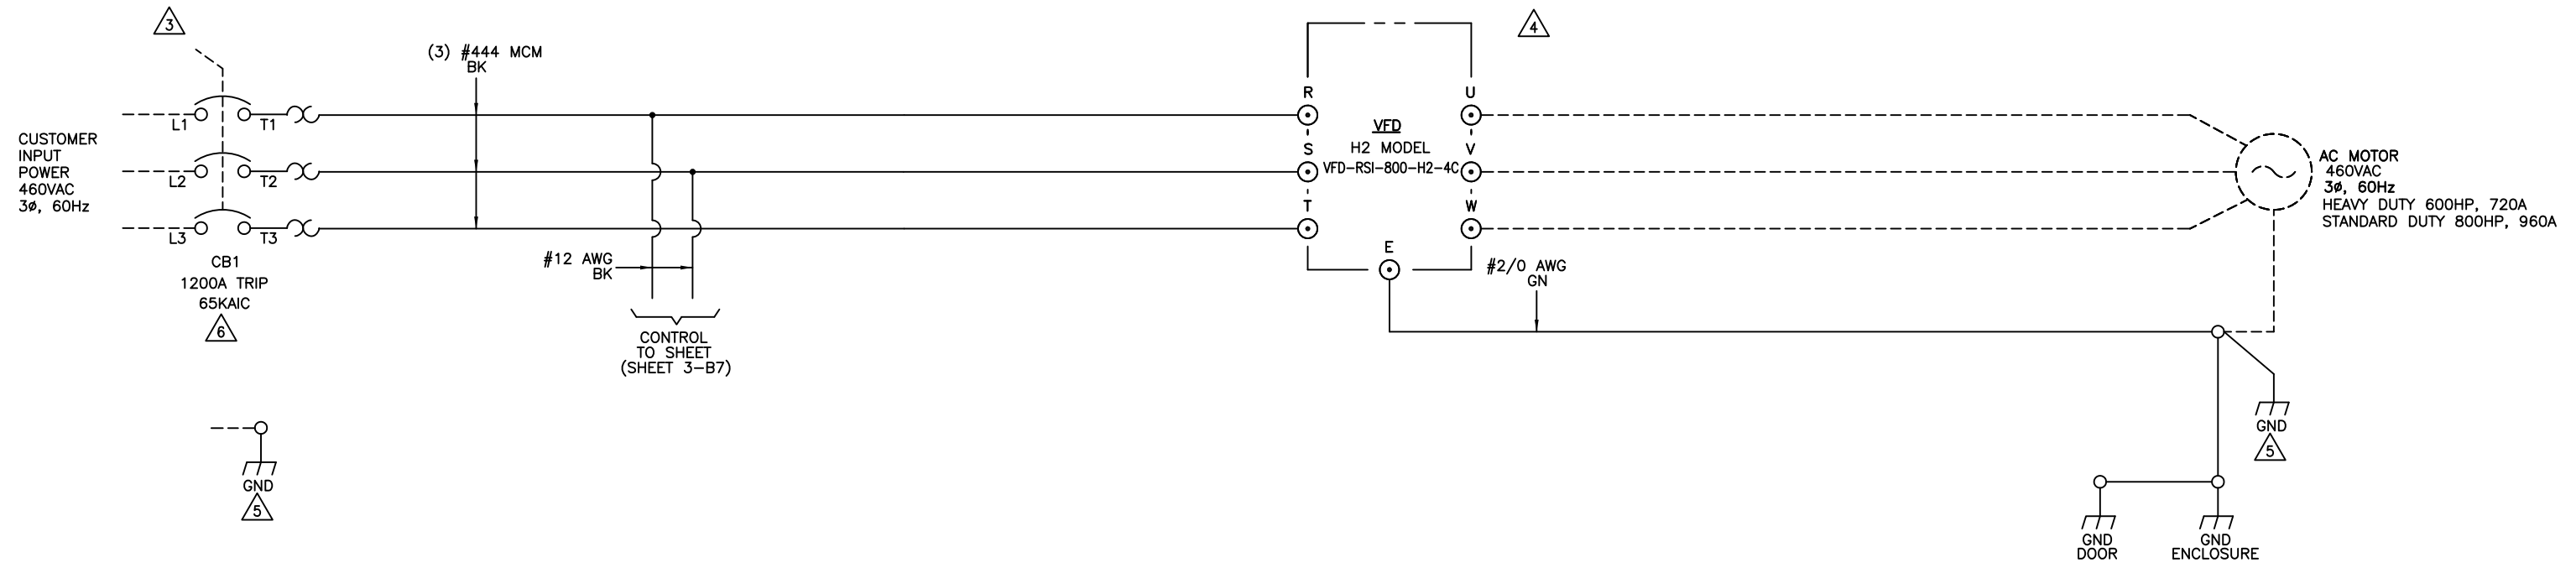 3
(3) #444 MCM
BK
CUSTOMER
INPUT
POWER
460VAC
3ø, 60Hz
L1
T1
L2
T2
L3
T3
CB1
1200A TRIP
65KAIC
6
#12 AWG
BK
CONTROL
TO SHEET
(SHEET 3-B7)
GND
5
4
R
U
VFD
H2 MODEL
VFD-RSI-800-H2-4C
S
V
T
W
E
#2/0 AWG
GN
AC MOTOR
460VAC
3ø, 60Hz
HEAVY DUTY 600HP, 720A
STANDARD DUTY 800HP, 960A
GND
5
GND
DOOR
GND
ENCLOSURE